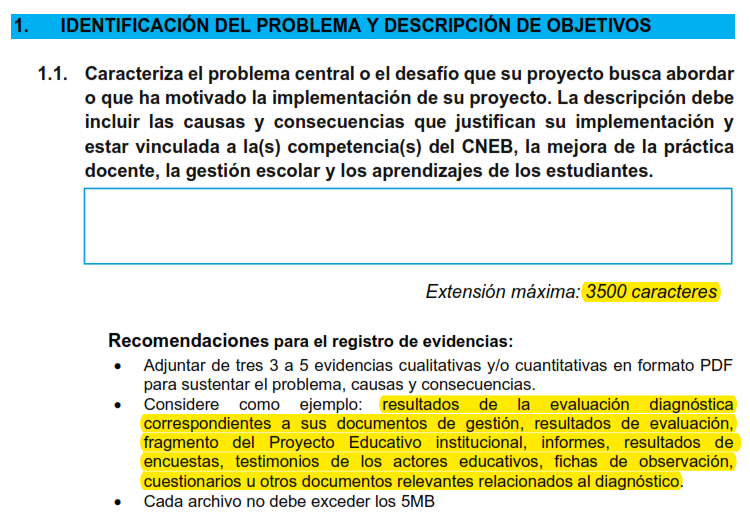 1. IDENTIFICACIÓN DEL PROBLEMA Y DESCRIPCIÓN DE OBJETIVOS
1.1. Caracteriza el problema central o el desafío que su proyecto busca abordar
o que ha motivado la implementación de su proyecto. La descripción debe
incluir las causas y consecuencias que justifican su implementación y
estar vinculada a la(s) competencia(s) del CNEB, la mejora de la práctica
docente, la gestión escolar y los aprendizajes de los estudiantes.
Extensión máxima: 3500 caracteres
Recomendaciones para el registro de evidencias:
• Adjuntar de tres 3 a 5 evidencias cualitativas y/o cuantitativas en formato PDF
para sustentar el problema, causas y consecuencias.
• Considere como ejemplo: resultados de la evaluación diagnóstica
correspondientes a sus documentos de gestión, resultados de evaluación,
fragmento del Proyecto Educativo institucional, informes, resultados de
encuestas, testimonios de los actores educativos, fichas de observación,
cuestionarios u otros documentos relevantes relacionados al diagnóstico.
• Cada archivo no debe exceder los 5MB